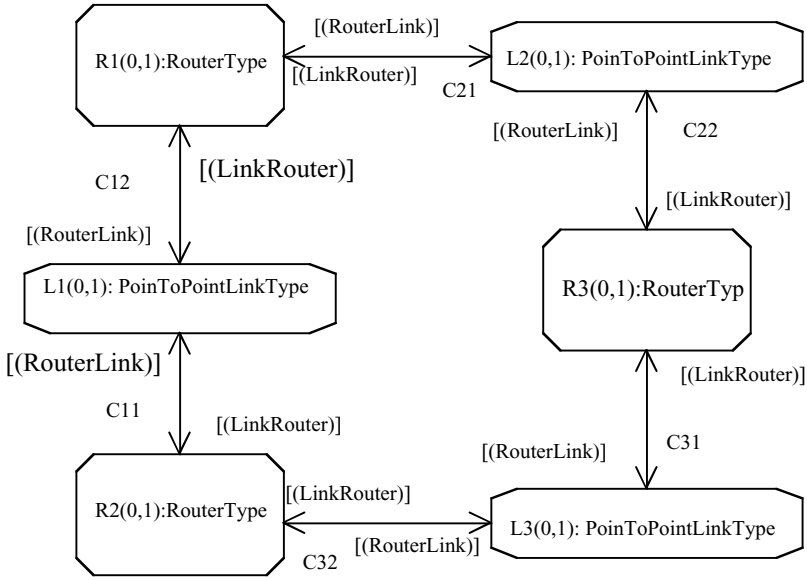 [(RouterLink)]
R1(0,1):RouterType
L2(0,1): PoinToPointLinkType
[(LinkRouter)]
C21
[(RouterLink)]
C22
[(LinkRouter)]
C12
[(LinkRouter)]
[(RouterLink)]
L1(0,1): PoinToPointLinkType
R3(0,1):RouterTyp
[(RouterLink)]
[(LinkRouter)]
C11
[(LinkRouter)]
C31
[(RouterLink)]
R2(0,1):RouterType
[(LinkRouter)]
L3(0,1): PoinToPointLinkType
[(RouterLink)]
C32